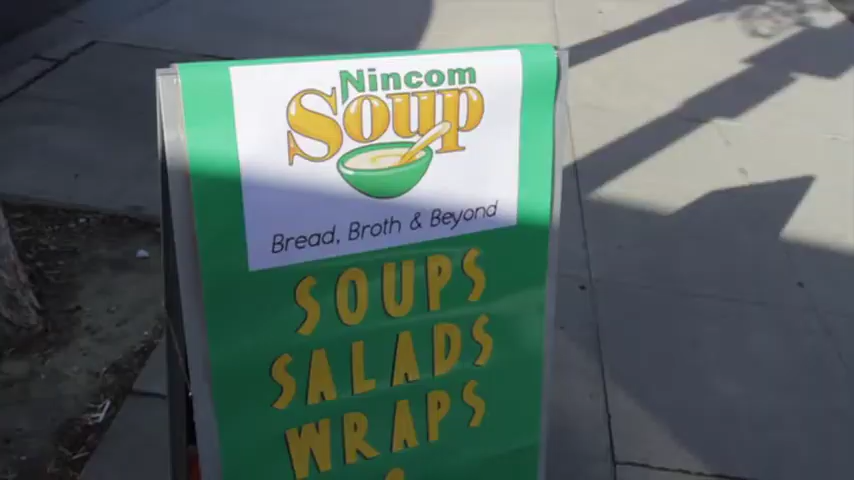 Nincom
Soup
Bread, Broth & Beyond
SOUPS
SALADS
WRAPS